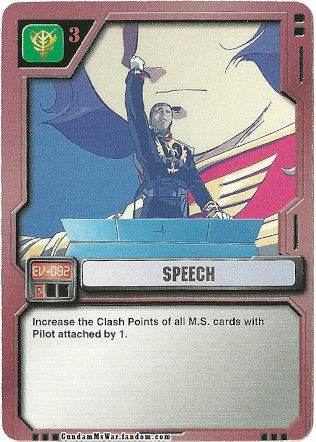 3
EV-082
SPEECH
Increase the Clash Points of all M.S. cards with
Pilot attached by 1.
GundamMsWar.fandom.com